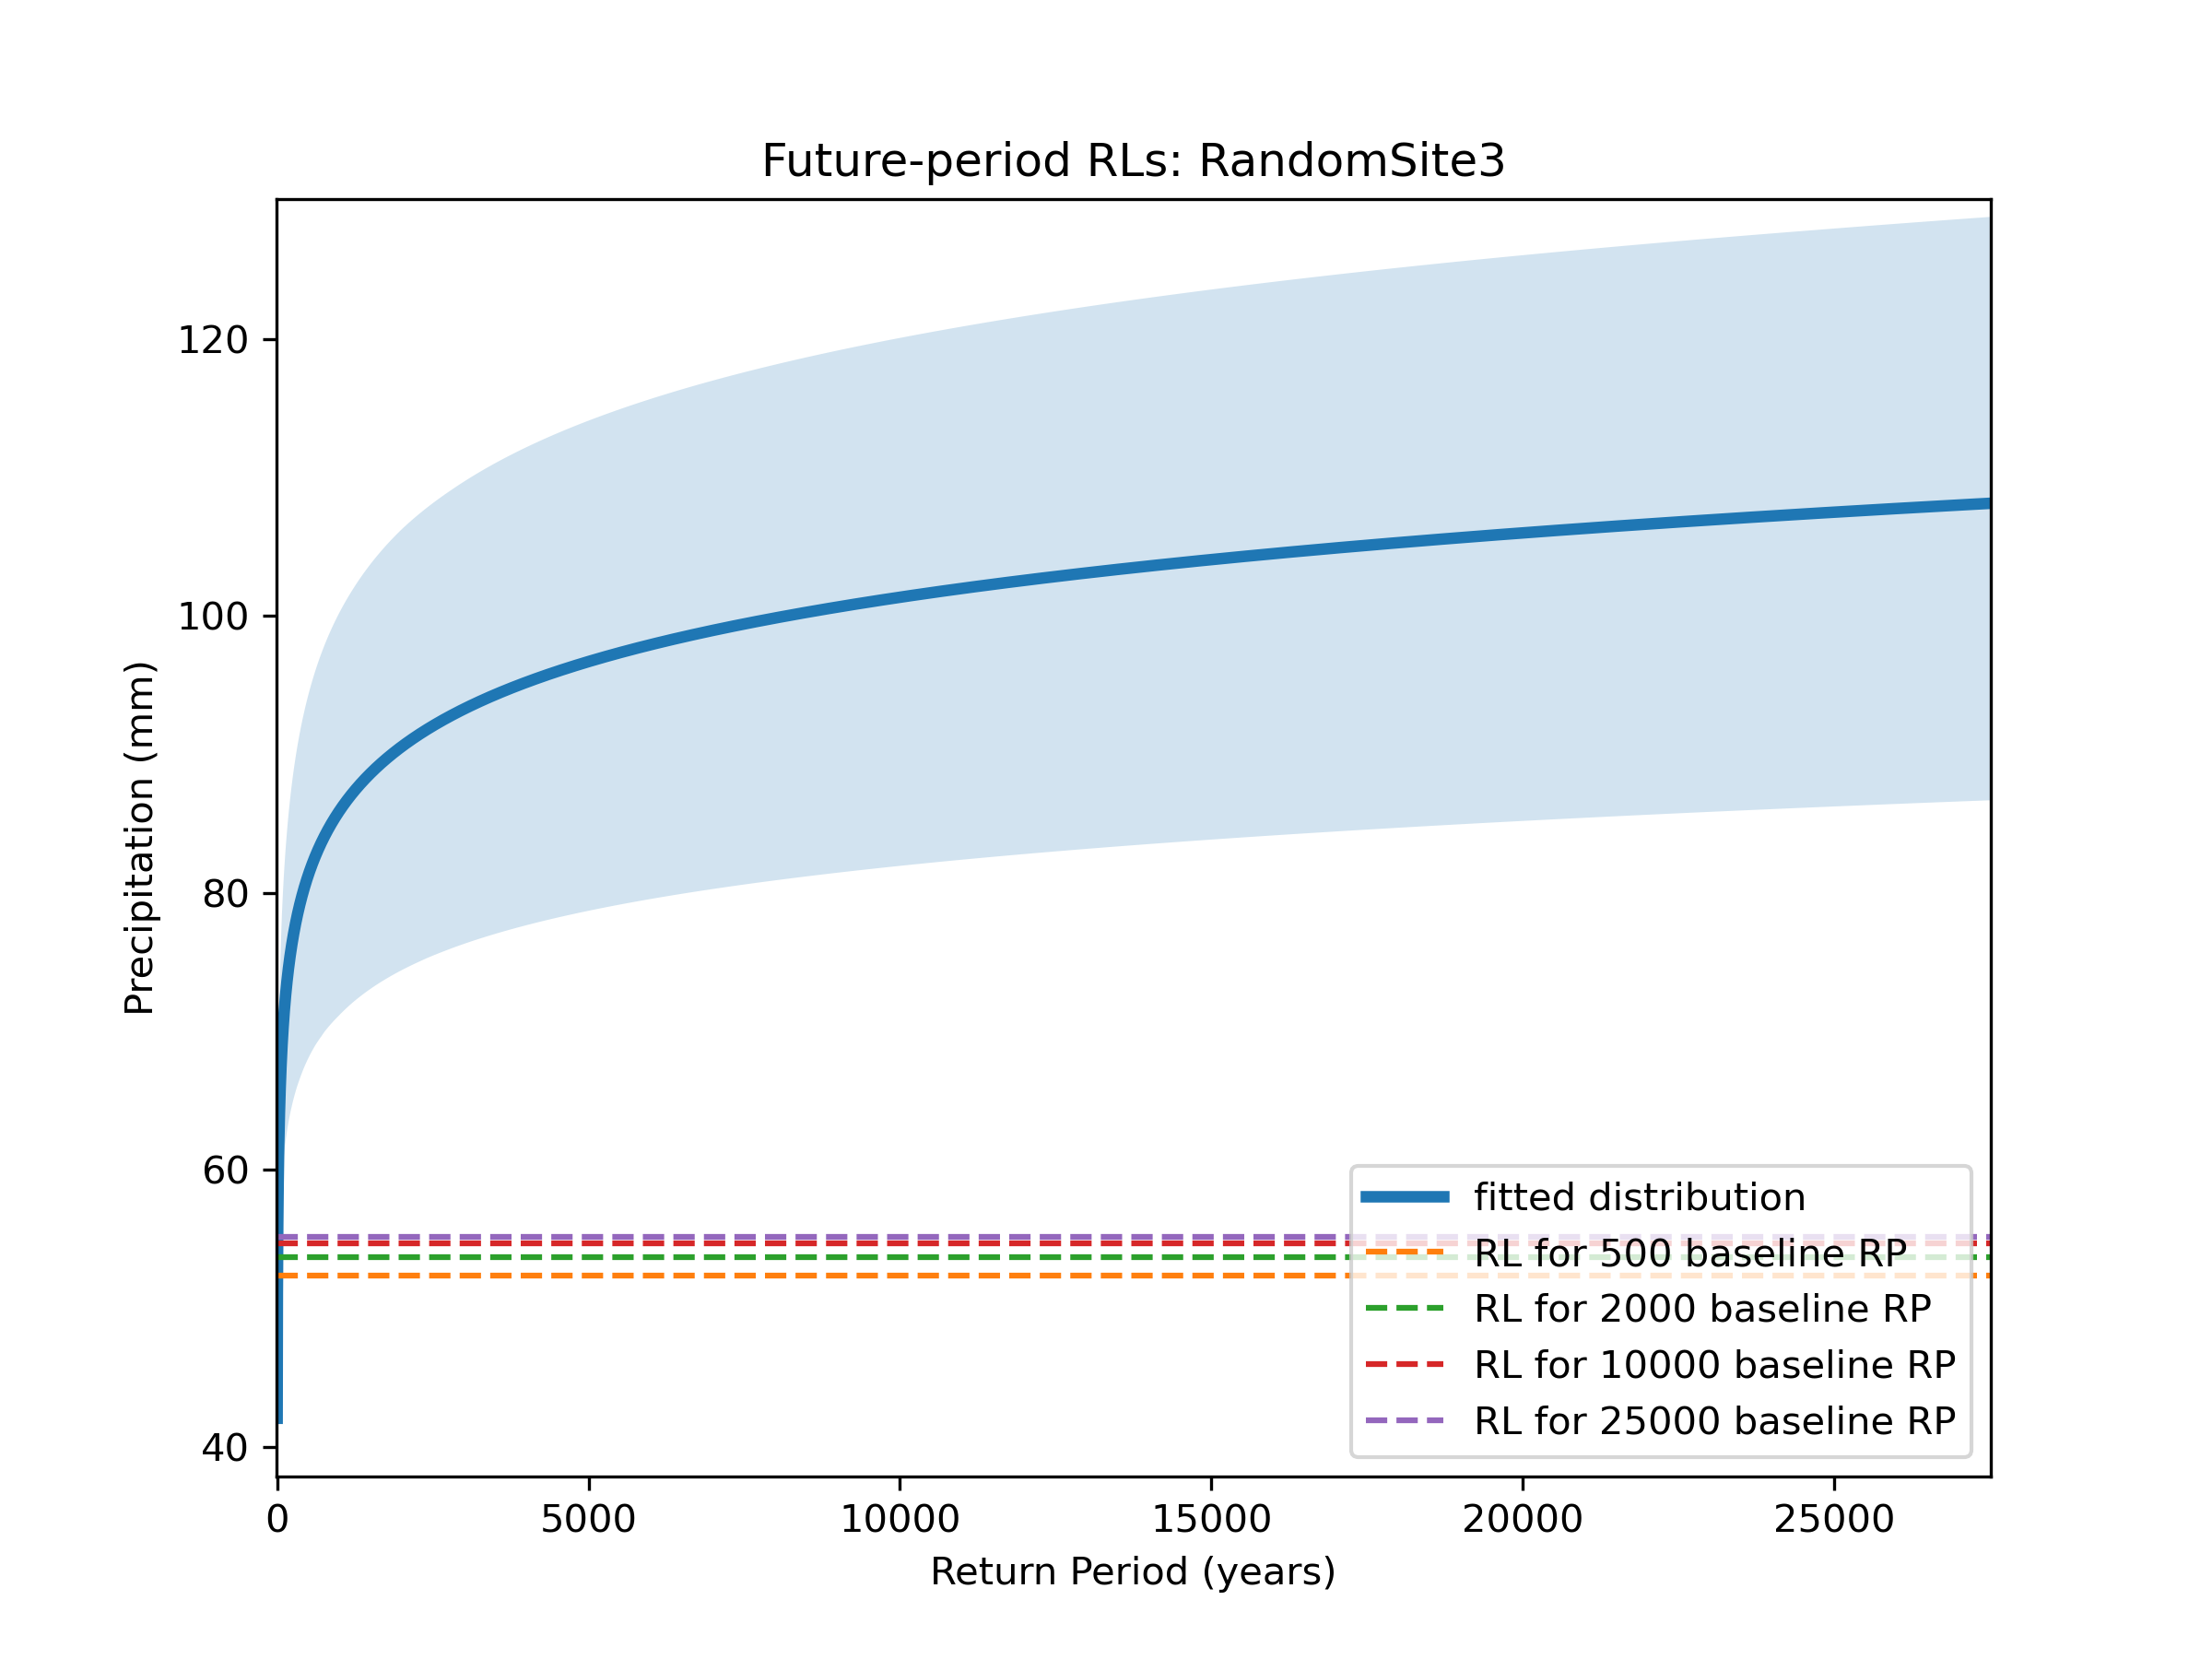 Future-period RLs: RandomSite3
120
100
80
60
40
Precipitation (mm)
fitted distribution
RL for 500 baseline RP
RL for 2000 baseline RP
RL for 10000 baseline RP
RL for 25000 baseline RP
0 5000 10000 15000 20000 25000
Return Period (years)